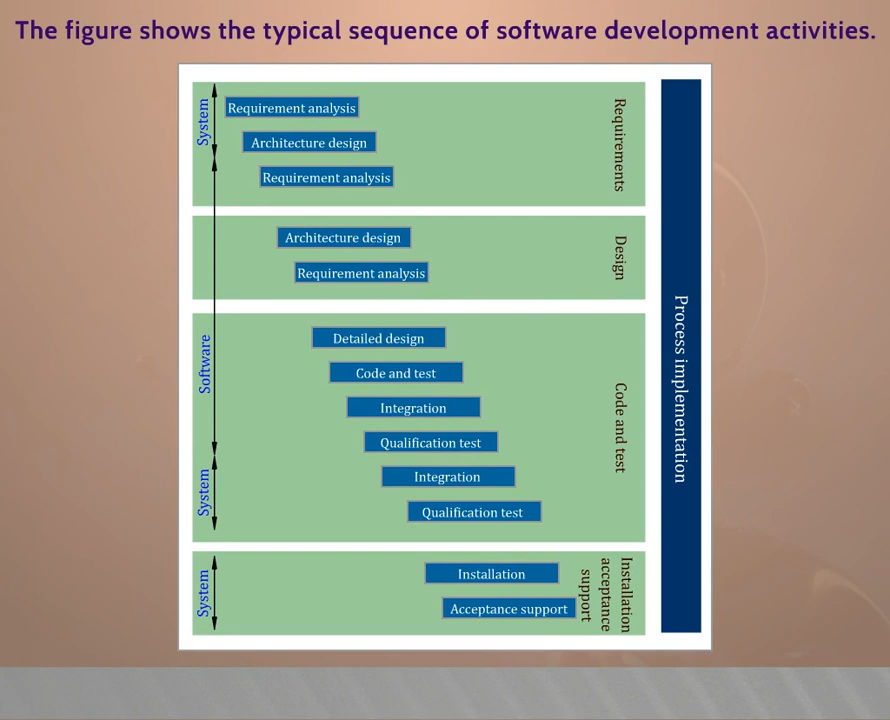 The figure shows the typical sequence of software development activities.
System
Requirement analysis
Architecture design
Requirement analysis
Requirements
Architecture design
Requirement analysis
Design
Software
Detailed design
Code and test
Integration
Qualification test
Code and test
System
Integration
Qualification test
System
Installation
Acceptance support
Installation
acceptance
support
Process implementation